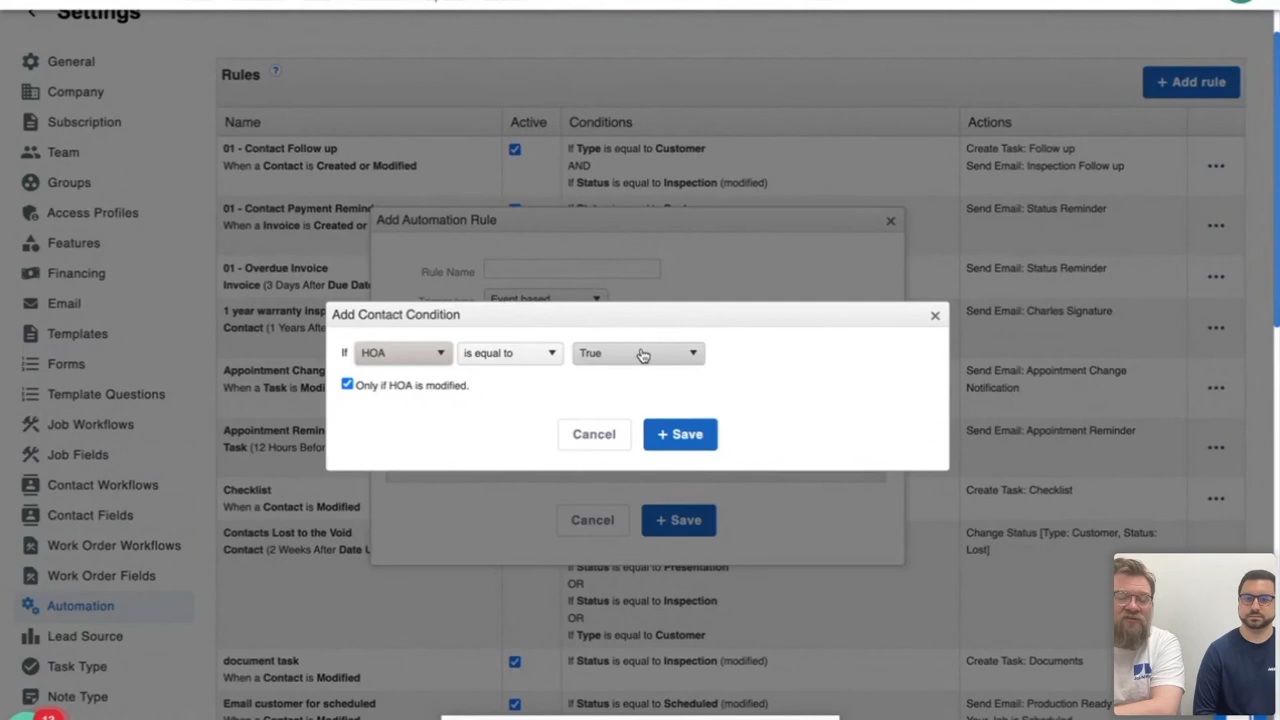 Settings
General
Company
Subscription
Team
Groups
Access Profiles
Features
Financing
Email
Templates
Forms
Template Questions
Job Workflows
Job Fields
Contact Workflows
Contact Fields
Work Order Workflows
Work Order Fields
Automation
Lead Source
Task Type
Note Type
13
Rules ?
+ Add rule
Name Active Conditions Actions
01 - Contact Follow up
When a Contact is Created or Modified
If Type is equal to Customer
AND
If Status is equal to Inspection (modified)
Create Task: Follow up
Send Email: Inspection Follow up
01 - Contact Payment Remind
When a Invoice is Created or
Send Email: Status Reminder
01 - Overdue Invoice
Invoice (3 Days After Due Date
Send Email: Status Reminder
1 year warranty insp
Contact (1 Years Afte
Send Email: Charles Signature
Appointment Chang
When a Task is Modi
Send Email: Appointment Change
Notification
Appointment Remin
Task (12 Hours Before
Send Email: Appointment Reminder
Checklist
When a Contact is Modified
Create Task: Checklist
Contacts Lost to the Void
Contact (2 Weeks After Date U
If Status is equal to Presentation
OR
If Status is equal to Inspection
OR
If Type is equal to Customer
Change Status [Type: Customer, Status:
Lost]
document task
When a Contact is Modified
If Status is equal to Inspection (modified)
Create Task: Documents
Email customer for scheduled
If Status is equal to Scheduled (modified)
Send Email: Production Ready
Add Automation Rule
Rule Name
Event based
Cancel
+ Save
Add Contact Condition
If HOA is equal to True
Only if HOA is modified.
Cancel
+ Save